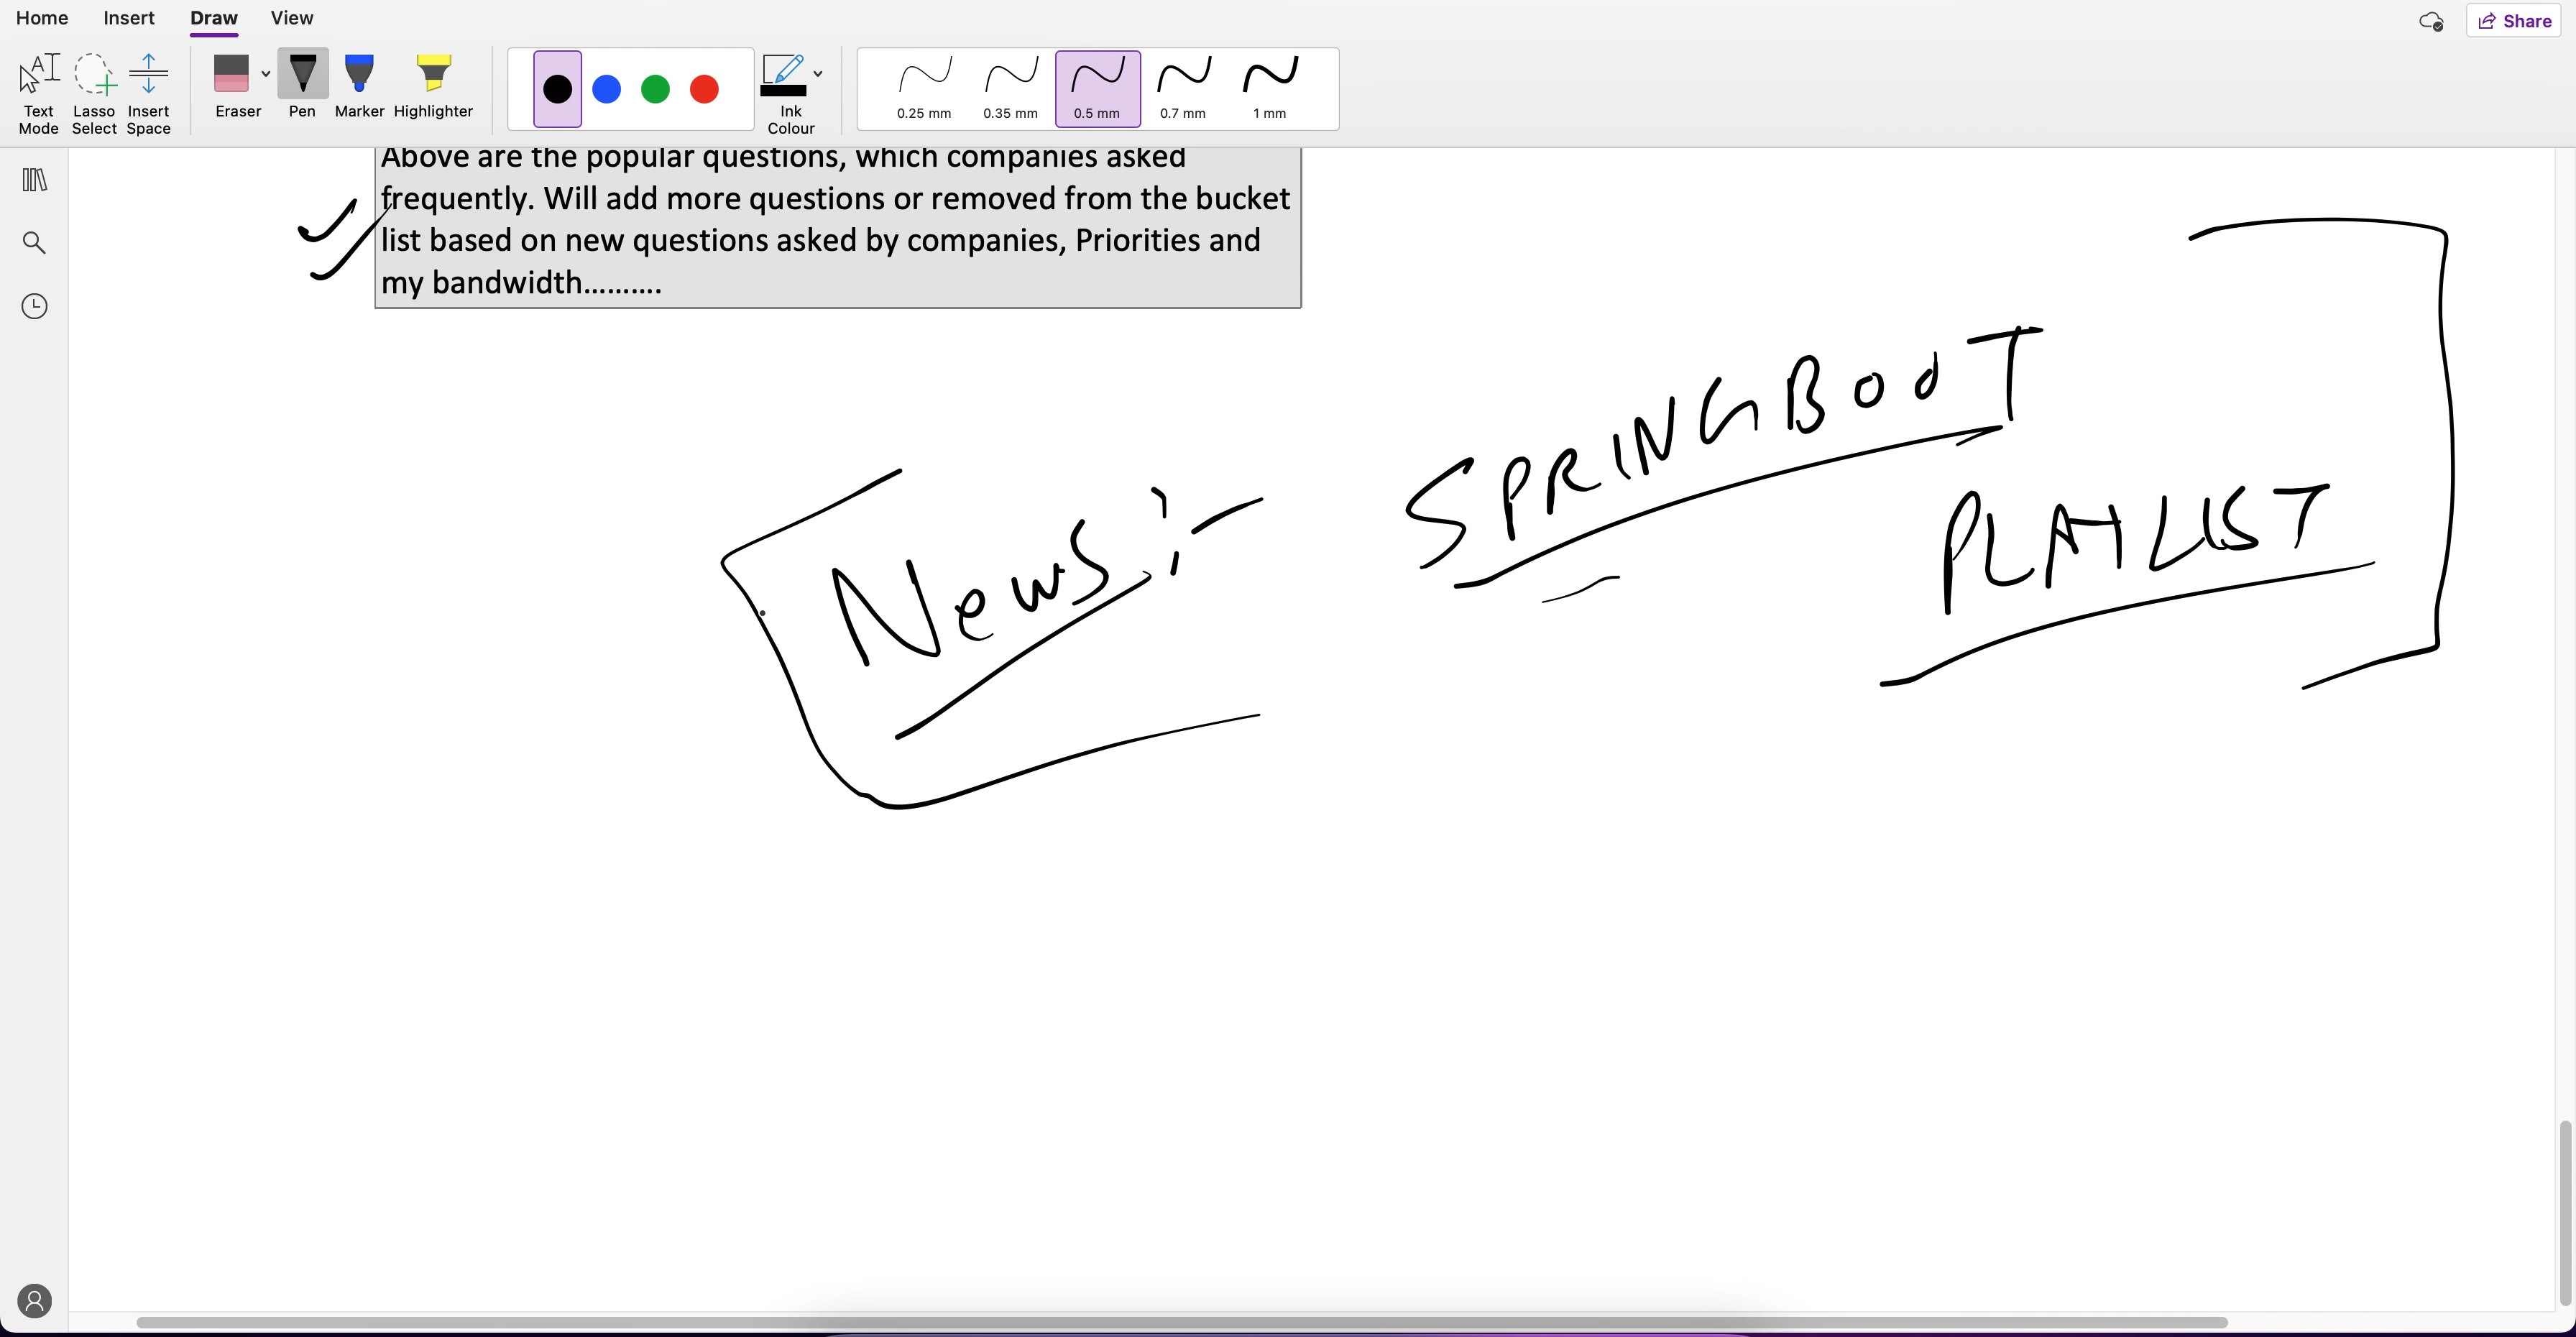 Home Insert Draw View
Share
Text Mode
Lasso Select
Insert Space
Eraser
Pen
Marker
Highlighter
Ink Colour
0.25 mm
0.35 mm
0.5 mm
0.7 mm
1 mm
Above are the popular questions, which companies asked
frequently. Will add more questions or removed from the bucket
list based on new questions asked by companies, Priorities and
my bandwidth..........
News :- SPRINGBOOT
PLAYLIST